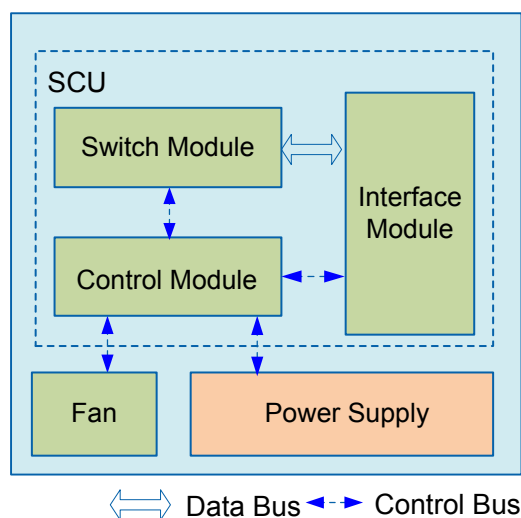 SCU
Switch Module
Interface
Module
Control Module
Fan
Power Supply
Data Bus
Control Bus